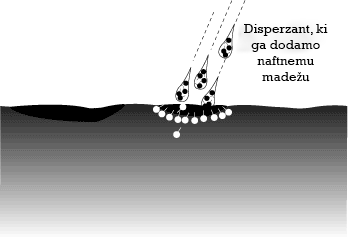 Disperzant, ki
ga dodamo
naftnemu
madežu